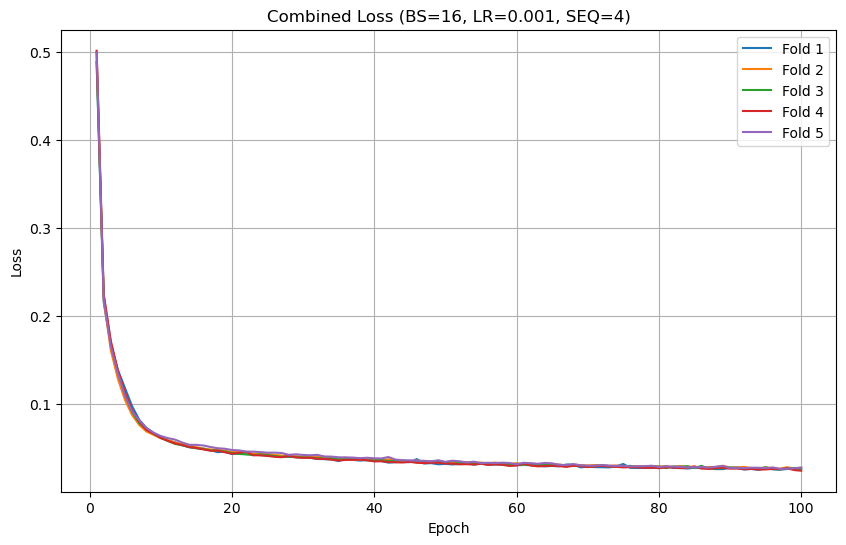 Combined Loss (BS=16, LR=0.001, SEQ=4)
Fold 1
Fold 2
Fold 3
Fold 4
Fold 5
Loss
0.5
0.4
0.3
0.2
0.1
0 20 40 60 80 100
Epoch